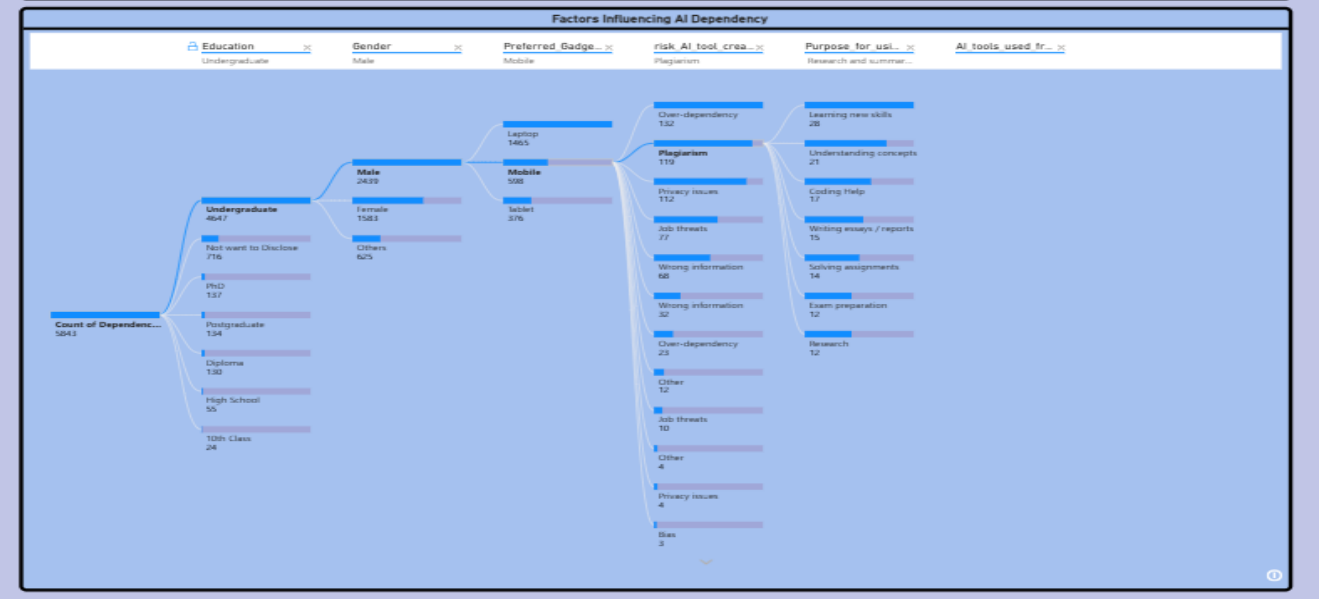 Factors Influencing AI Dependency
Education
Undergraduate
Gender
Male
Preferred_Gadge...
Mobile
risk_AI_tool_crea...
Plagiarism
Purpose_for_usi...
Research and summar...
AI_tools_used_fr...
Count of Dependenc...
5843
Undergraduate
4647
Not want to Disclose
716
PhD
137
Postgraduate
134
Diploma
130
High School
55
10th Class
24
Male
2439
Female
1583
Others
625
Laptop
1465
Mobile
598
Tablet
376
Over-dependency
132
Plagiarism
119
Privacy issues
112
Job threats
77
Wrong information
68
Wrong information
32
Over-dependency
23
Other
12
Job threats
10
Other
4
Privacy issues
4
Bias
3
Learning new skills
28
Understanding concepts
21
Coding Help
17
Writing essays / reports
15
Solving assignments
14
Exam preparation
12
Research
12